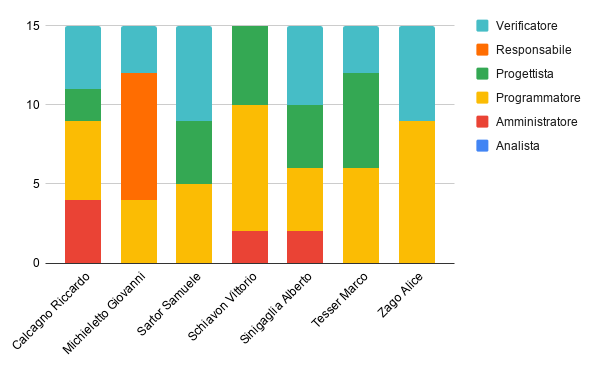 15
10
5
0
Calcagno Riccardo
Michieletto Giovanni
Sartor Samuele
Schiavon Vittorio
Sinigaglia Alberto
Tesser Marco
Zago Alice
Verificatore
Responsabile
Progettista
Programmatore
Amministratore
Analista